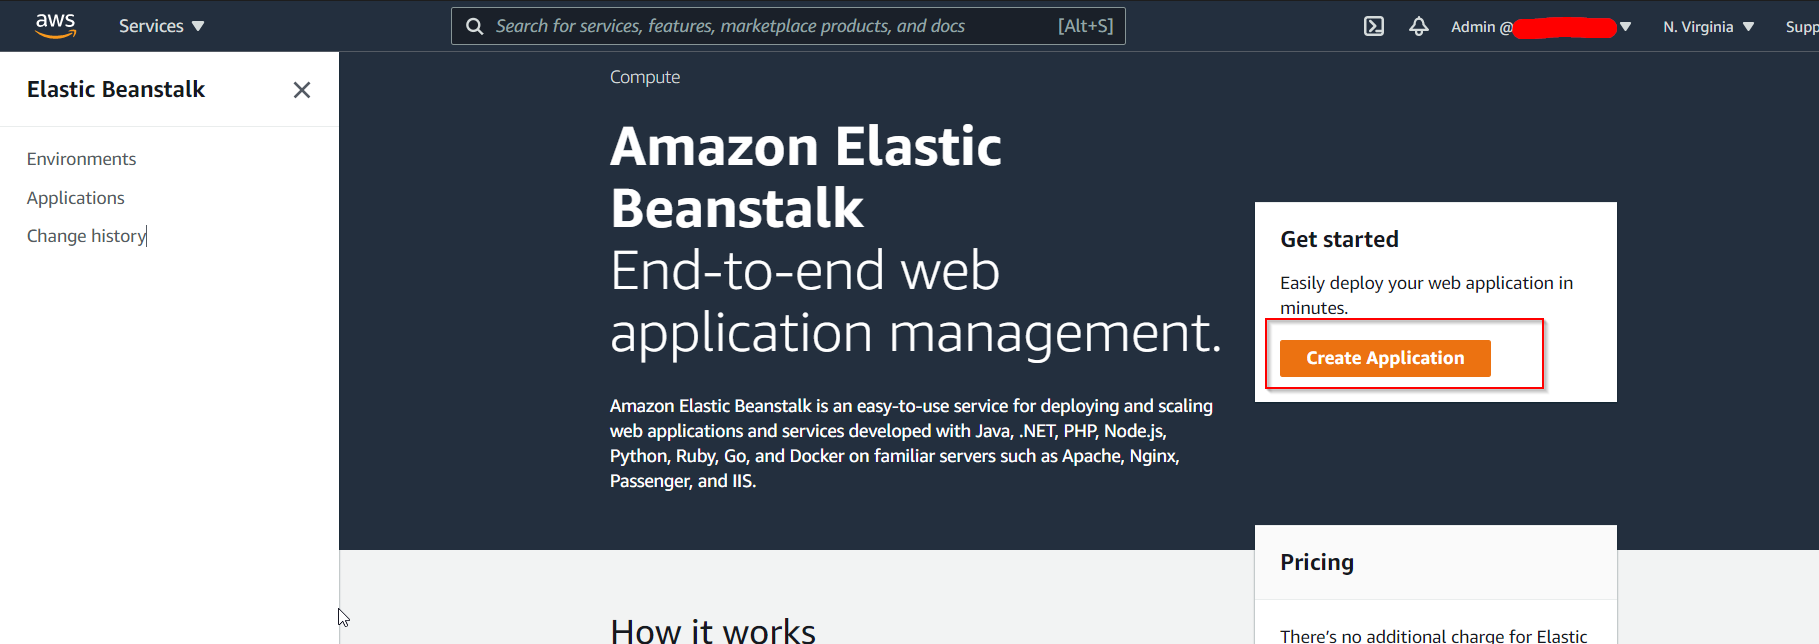 aws
Services
Search for services, features, marketplace products, and docs
[Alt+S]
Admin @
N. Virginia
Supp
Elastic Beanstalk
Environments
Applications
Change history
Compute
Amazon Elastic
Beanstalk
End-to-end web
application management.
Amazon Elastic Beanstalk is an easy-to-use service for deploying and scaling
web applications and services developed with Java, .NET, PHP, Node.js,
Python, Ruby, Go, and Docker on familiar servers such as Apache, Nginx,
Passenger, and IIS.
Get started
Easily deploy your web application in
minutes.
Create Application
Pricing
There's no additional charge for Elastic
How it works